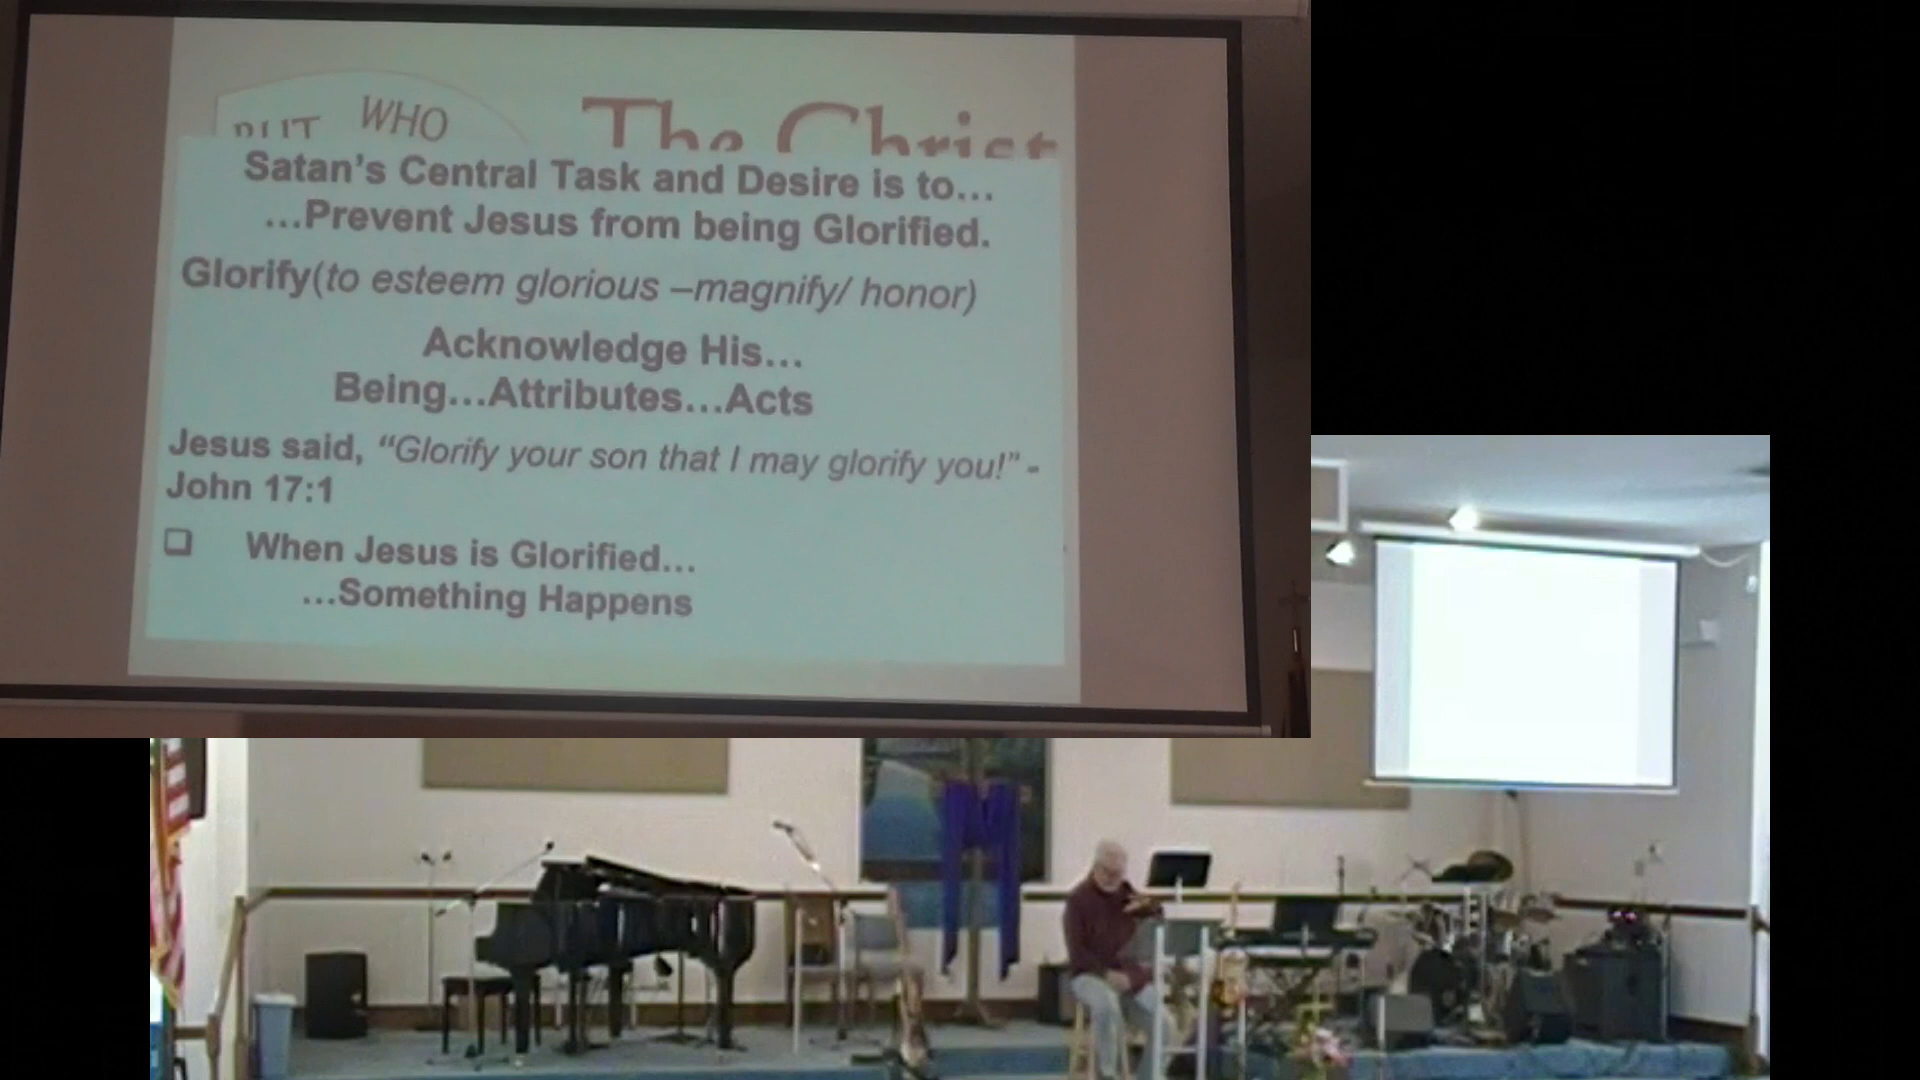 WHO
The Christ
Satan's Central Task and Desire is to…
…Prevent Jesus from being Glorified.
Glorify(to esteem glorious –magnify/ honor)
Acknowledge His…
Being…Attributes…Acts
Jesus said, “Glorify your son that I may glorify you!” -
John 17:1
❑ When Jesus is Glorified…
…Something Happens